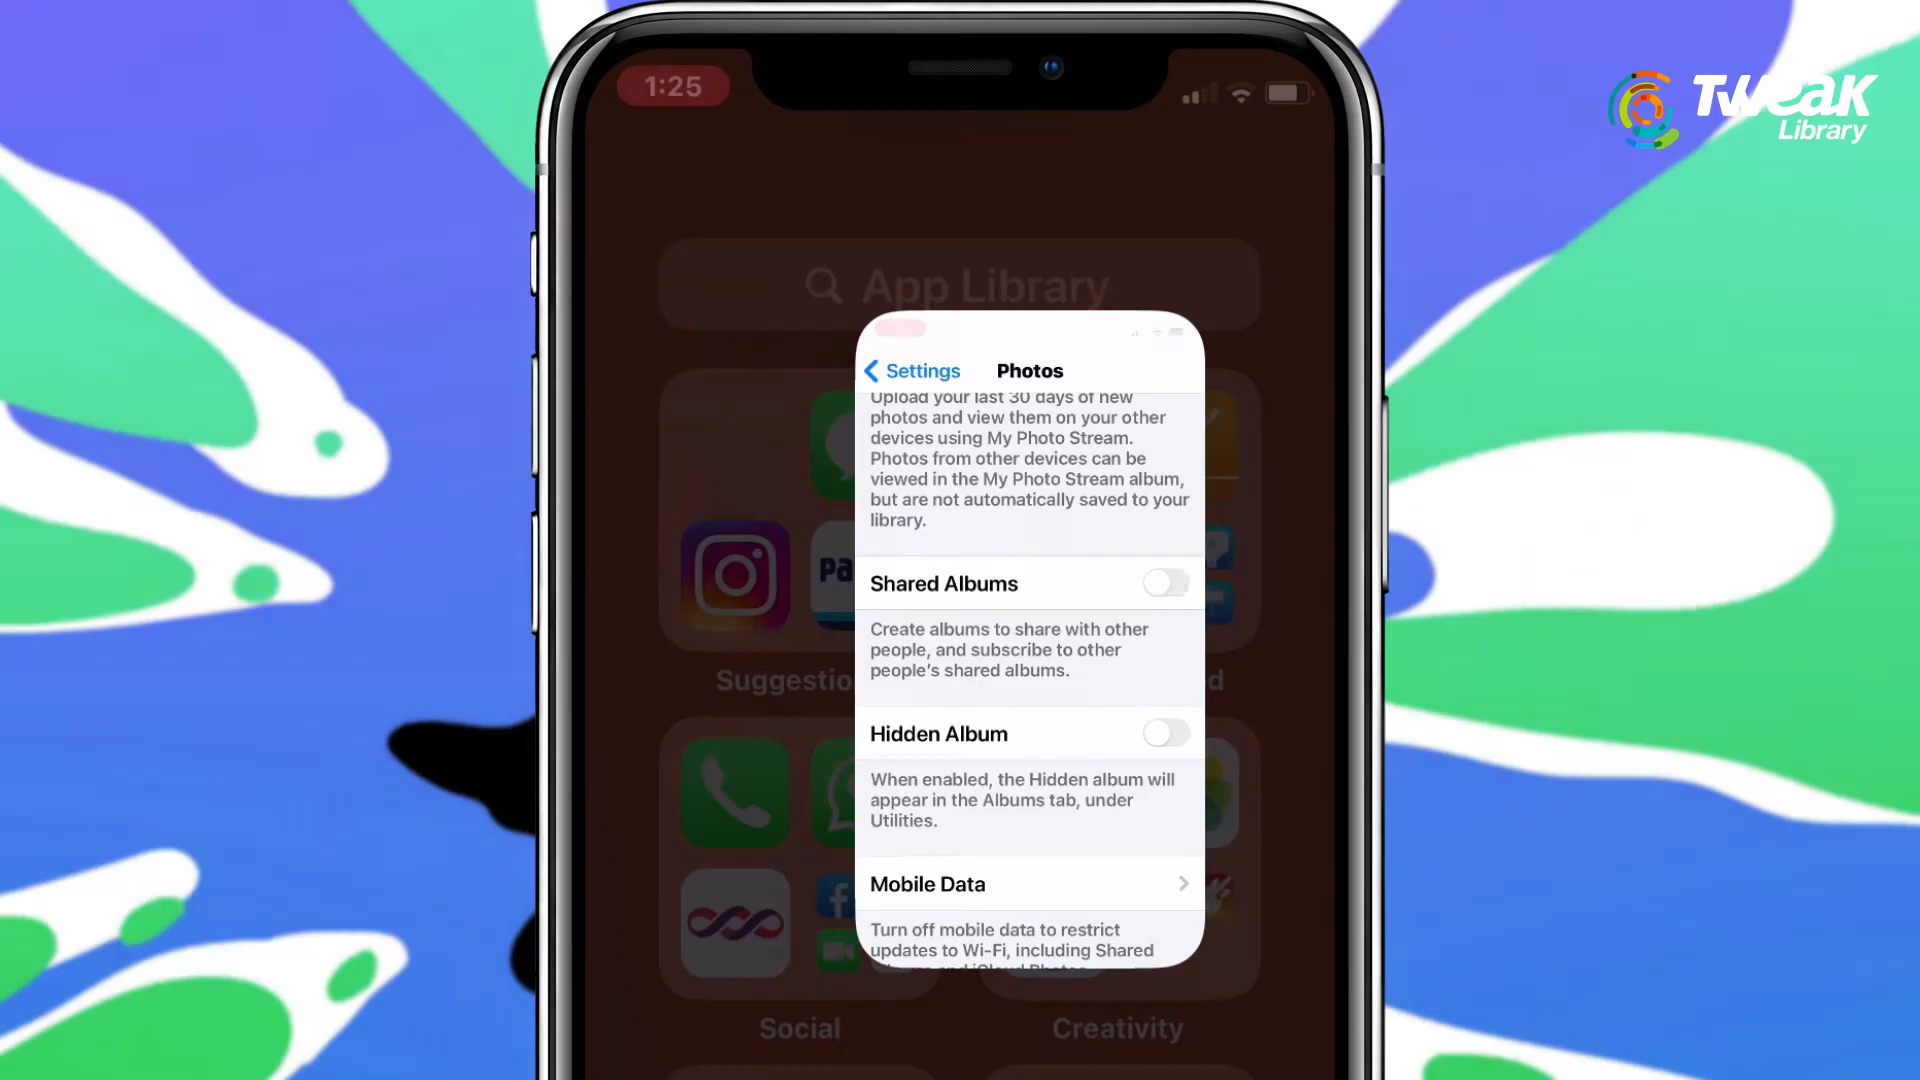 1:25
TWEaK
Library
App Library
Settings
Photos
Upload your last 30 days of new
photos and view them on your other
devices using My Photo Stream.
Photos from other devices can be
viewed in the My Photo Stream album,
but are not automatically saved to your
library.
Shared Albums
Create albums to share with other
people, and subscribe to other
people's shared albums.
Suggestio
d
Hidden Album
When enabled, the Hidden album will
appear in the Albums tab, under
Utilities.
Mobile Data
Turn off mobile data to restrict
updates to Wi-Fi, including Shared
Social
Creativity